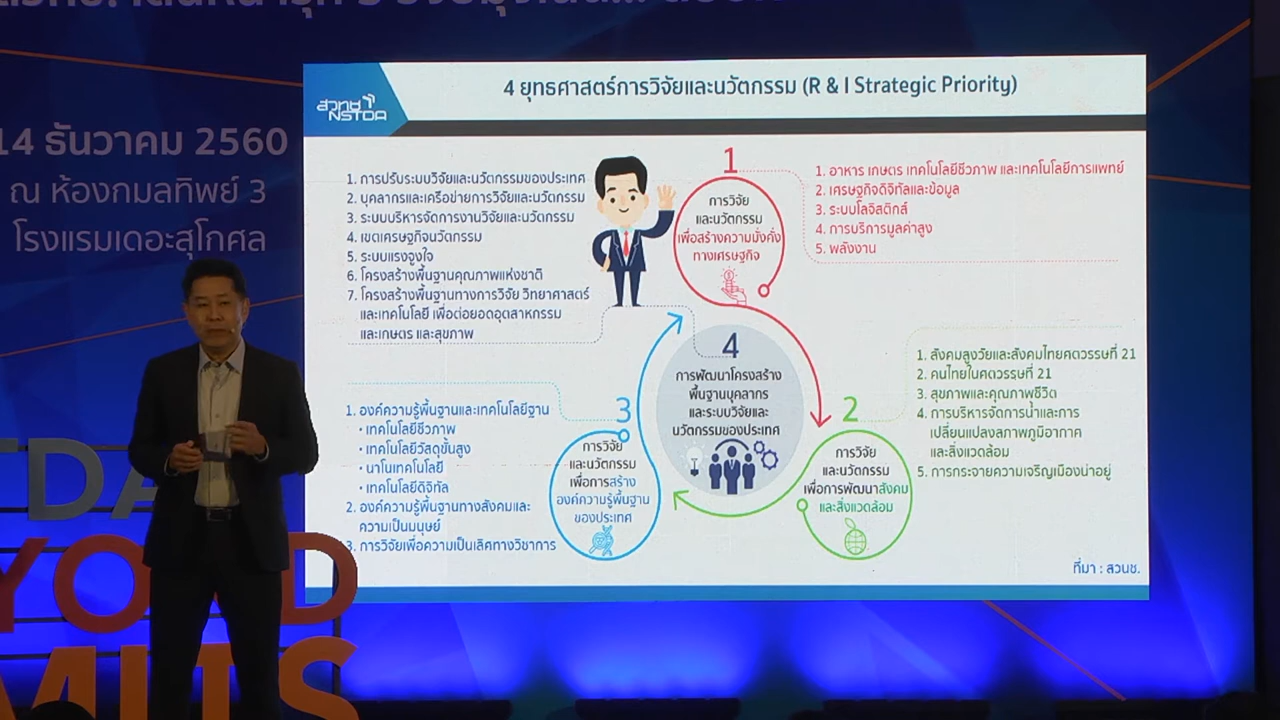 14 ธันวาคม 2560
ณ ห้องกมลทิพย์ 3
โรงแรมเดอะสุโกศล
TDA
YOND
MITS
สวทช
NSTDA
4 ยุทธศาสตร์การวิจัยและนวัตกรรม (R & I Strategic Priority)
1. การปรับระบบวิจัยและนวัตกรรมของประเทศ
2. บุคลากรและเครือข่ายการวิจัยและนวัตกรรม
3. ระบบบริหารจัดการงานวิจัยและนวัตกรรม
4. เขตเศรษฐกิจนวัตกรรม
5. ระบบแรงจูงใจ
6. โครงสร้างพื้นฐานคุณภาพแห่งชาติ
7. โครงสร้างพื้นฐานทางการวิจัย วิทยาศาสตร์
และเทคโนโลยี เพื่อต่อยอดอุตสาหกรรม
และเกษตร และสุขภาพ
1
การวิจัย
และนวัตกรรม
เพื่อสร้างความมั่งคั่ง
ทางเศรษฐกิจ
1. อาหาร เกษตร เทคโนโลยีชีวภาพ และเทคโนโลยีการแพทย์
2. เศรษฐกิจดิจิทัลและข้อมูล
3. ระบบโลจิสติกส์
4. การบริการมูลค่าสูง
5. พลังงาน
4
การพัฒนาโครงสร้าง
พื้นฐานบุคลากร
และระบบวิจัยและ
นวัตกรรมของประเทศ
2
การวิจัย
และนวัตกรรม
เพื่อการพัฒนาสังคม
และสิ่งแวดล้อม
1. สังคมสูงวัยและสังคมไทยศตวรรษที่ 21
2. คนไทยในศตวรรษที่ 21
3. สุขภาพและคุณภาพชีวิต
4. การบริหารจัดการน้ำและการ
เปลี่ยนแปลงสภาพภูมิอากาศ
และสิ่งแวดล้อม
5. การกระจายความเจริญเมืองน่าอยู่
3
การวิจัย
และนวัตกรรม
เพื่อการสร้าง
องค์ความรู้พื้นฐาน
ของประเทศ
1. องค์ความรู้พื้นฐานและเทคโนโลยีฐาน
• เทคโนโลยีชีวภาพ
• เทคโนโลยีวัสดุขั้นสูง
• นาโนเทคโนโลยี
• เทคโนโลยีดิจิทัล
2. องค์ความรู้พื้นฐานทางสังคมและ
ความเป็นมนุษย์
3. การวิจัยเพื่อความเป็นเลิศทางวิชาการ
ที่มา : สวนช.